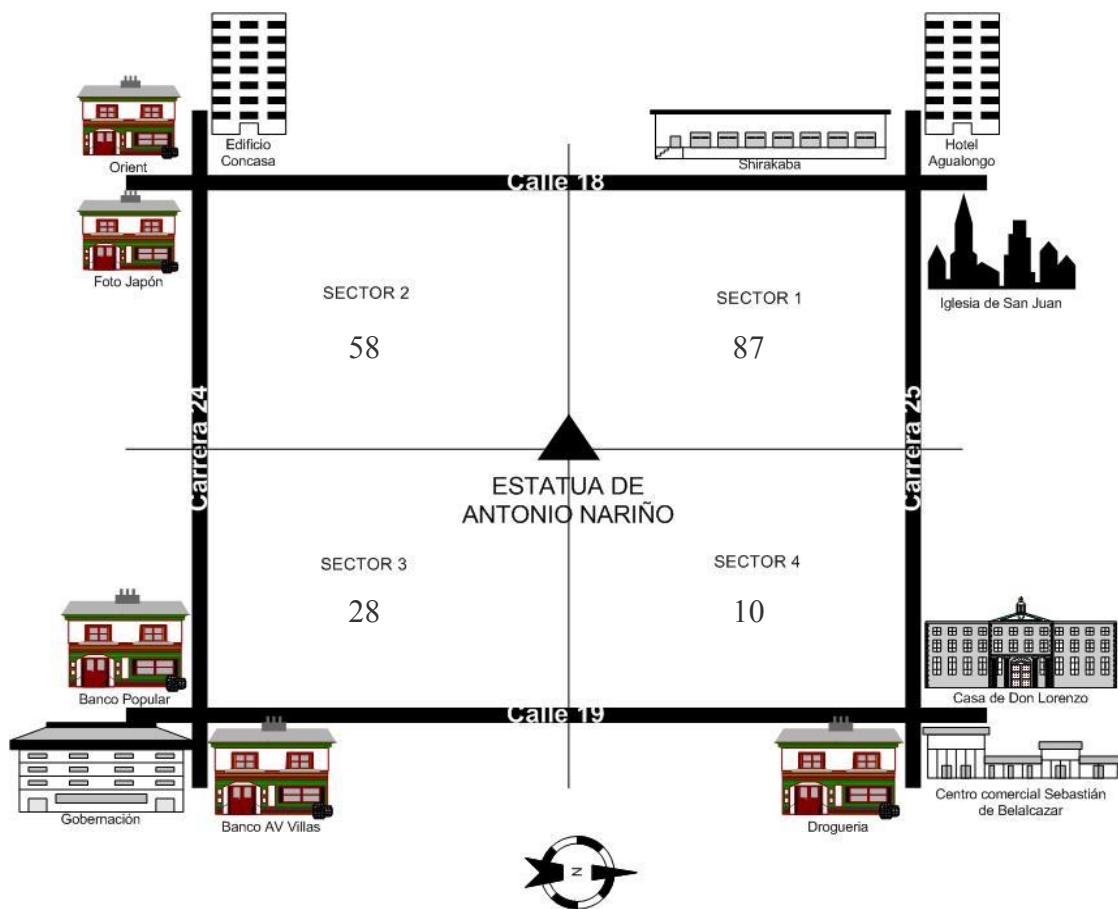 Edificio
Concasa
Orient
Shirakaba
Hotel
Agualongo
Calle 18
Foto Japón
Iglesia de San Juan
SECTOR 2
SECTOR 1
58
87
Carrera 24
Carrera 25
ESTATUA DE
ANTONIO NARIÑO
SECTOR 3
SECTOR 4
28
10
Banco Popular
Casa de Don Lorenzo
Calle 19
Gobernación
Banco AV Villas
Drogueria
Centro comercial Sebastián
de Belalcazar
N